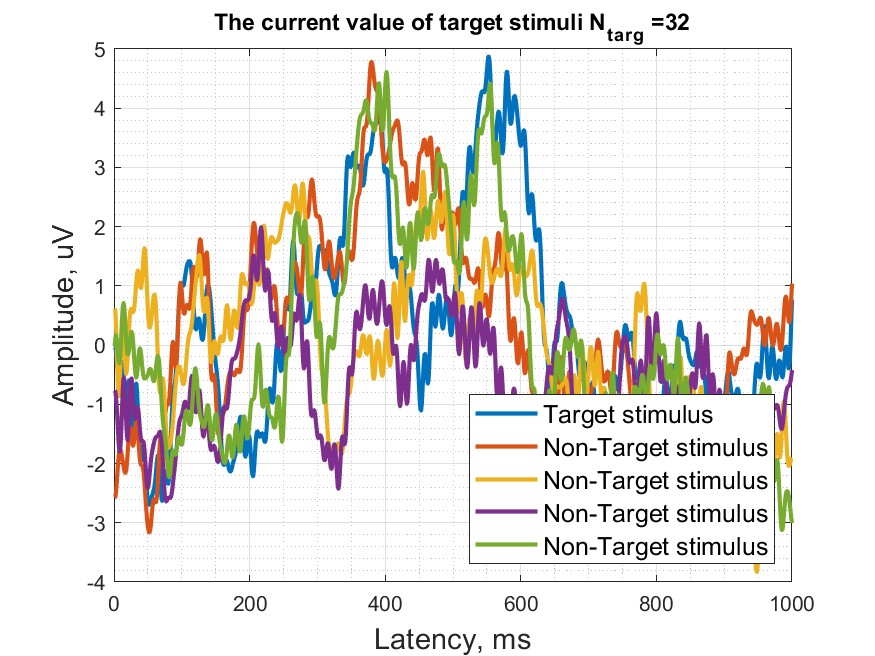 The current value of target stimuli N_targ =32
5
4
3
2
1
0
-1
-2
-3
-4
Amplitude, uV
Target stimulus
Non-Target stimulus
Non-Target stimulus
Non-Target stimulus
Non-Target stimulus
0 200 400 600 800 1000
Latency, ms